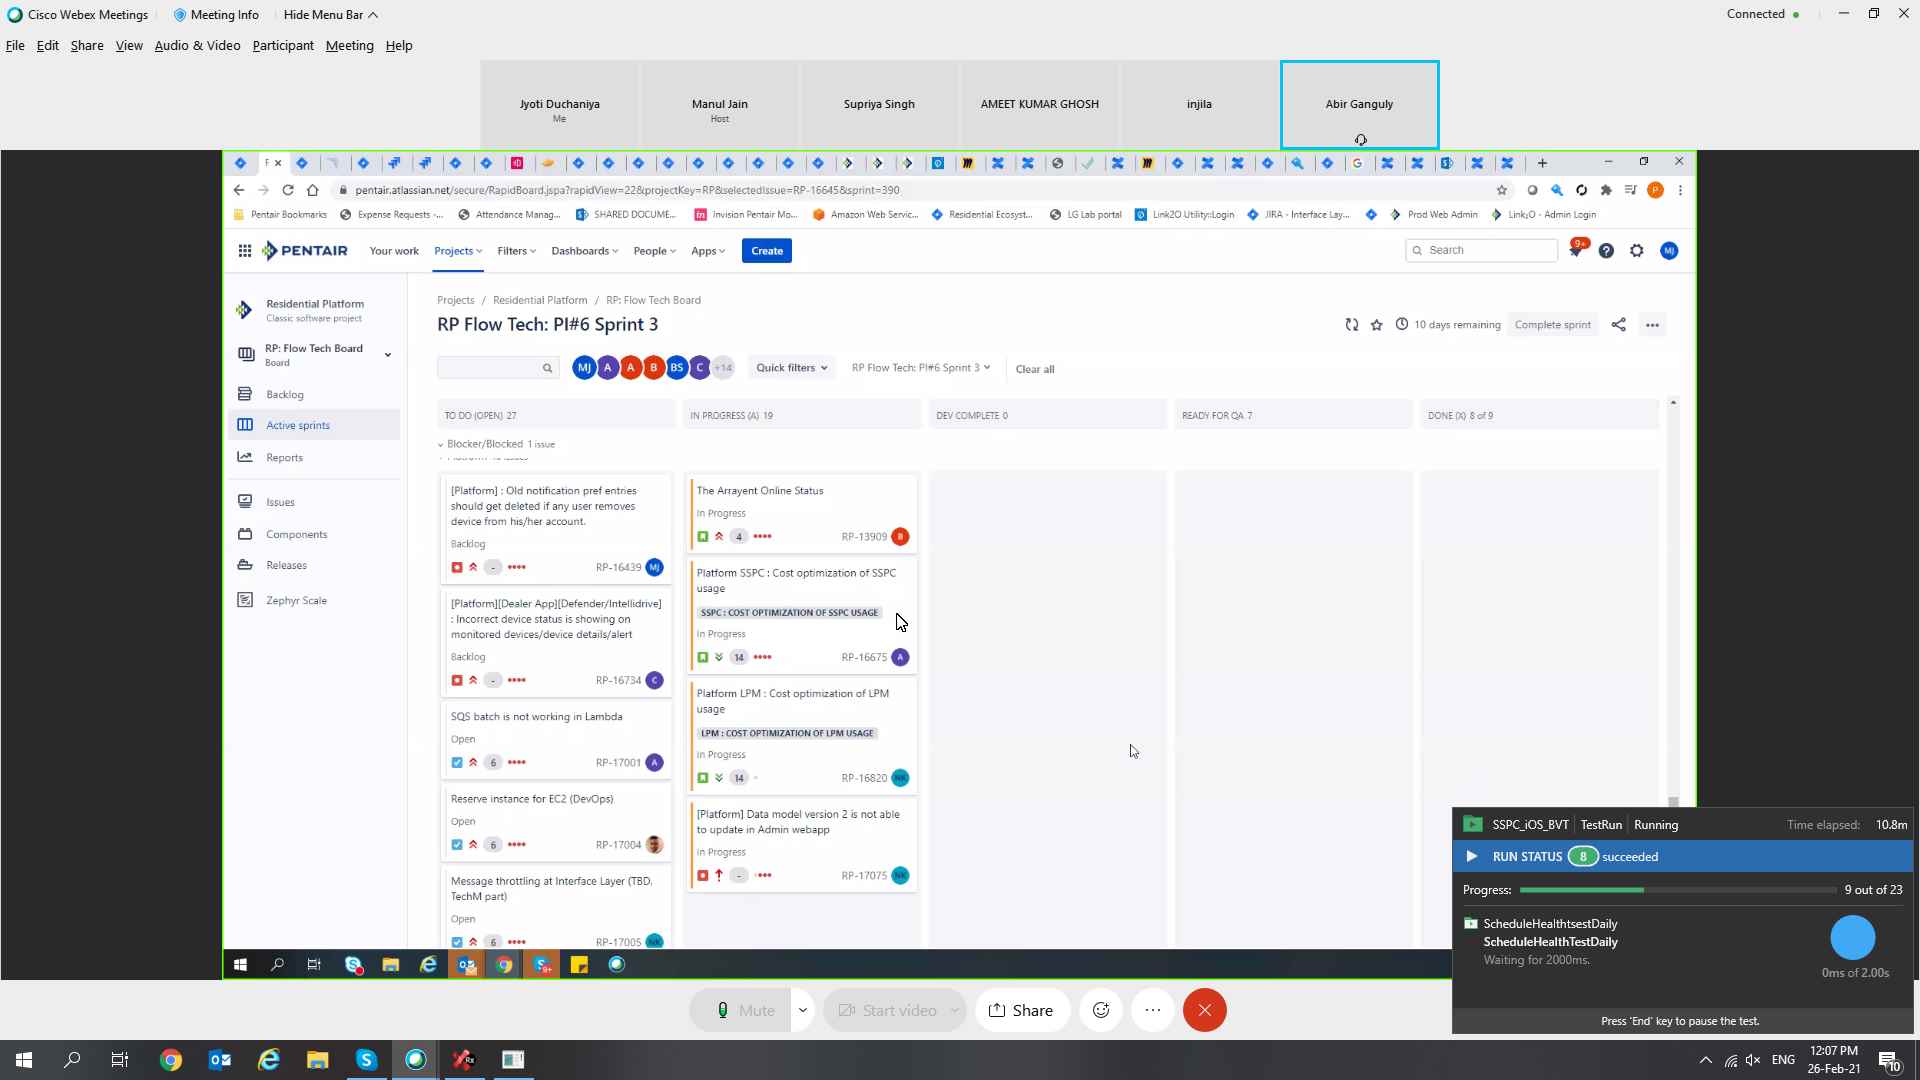 Cisco Webex Meetings
Meeting Info
Hide Menu Bar
Connected
File Edit Share View Audio & Video Participant Meeting Help
Jyoti Duchaniya
Me
Manul Jain
Host
Supriya Singh
AMEET KUMAR GHOSH
injila
Abir Ganguly
pentair.atlassian.net/secure/RapidBoard.jspa?rapidView=22&projectKey=RP&selectedIssue=RP-16645&sprint=390
P
Pentair Bookmarks
Expense Requests -...
Attendance Manag...
SHARED DOCUME...
Invision Pentair Mo...
Amazon Web Servic...
Residential Ecosyst...
LG Lab portal
Link2O Utility::Login
JIRA - Interface Lay...
Prod Web Admin
Link₂O - Admin Login
PENTAIR
Your work
Projects
Filters
Dashboards
People
Apps
Create
Search
9+
MJ
Residential Platform
Classic software project
RP: Flow Tech Board
Board
Backlog
Active sprints
Reports
Issues
Components
Releases
Zephyr Scale
Projects / Residential Platform / RP: Flow Tech Board
RP Flow Tech: PI#6 Sprint 3
10 days remaining
Complete sprint
MJ A A B BS C +14
Quick filters
RP Flow Tech: PI#6 Sprint 3
Clear all
TO DO (OPEN) 27
IN PROGRESS (A) 19
DEV COMPLETE 0
READY FOR QA 7
DONE (X) 8 of 9
Blocker/Blocked 1 issue
[Platform] : Old notification pref entries
should get deleted if any user removes
device from his/her account.
Backlog
- RP-16439 MJ
[Platform][Dealer App][Defender/Intellidrive]
: Incorrect device status is showing on
monitored devices/device details/alert
Backlog
- RP-16734 C
SQS batch is not working in Lambda
Open
6 RP-17001 A
Reserve instance for EC2 (DevOps)
Open
6 RP-17004
Message throttling at Interface Layer (TBD.
TechM part)
Open
6 RP-17005 NK
The Arrayent Online Status
In Progress
4 RP-13909 B
Platform SSPC : Cost optimization of SSPC
usage
SSPC : COST OPTIMIZATION OF SSPC USAGE
In Progress
14 RP-16675 A
Platform LPM : Cost optimization of LPM
usage
LPM : COST OPTIMIZATION OF LPM USAGE
In Progress
14 RP-16820 NK
[Platform] Data model version 2 is not able
to update in Admin webapp
In Progress
- RP-17075 NK
SSPC_iOS_BVT TestRun Running
Time elapsed: 10.8m
RUN STATUS 8 succeeded
Progress: 9 out of 23
ScheduleHealthtsestDaily
ScheduleHealthTestDaily
Waiting for 2000ms.
0ms of 2.00s
Press 'End' key to pause the test.
Mute
Start video
Share
ENG
12:07 PM
26-Feb-21
10